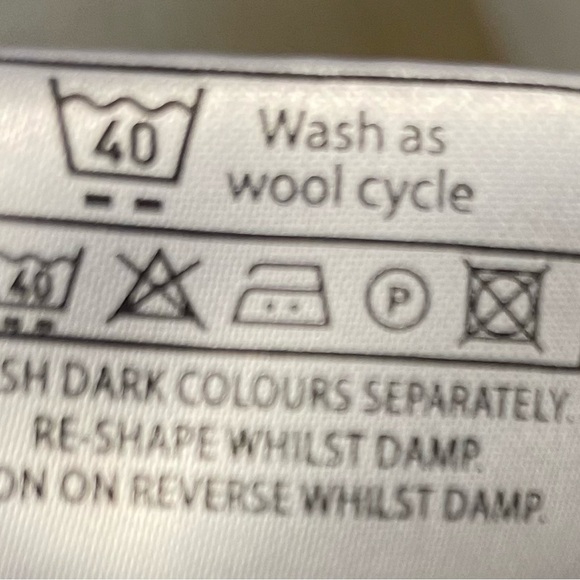 40 Wash as
wool cycle
40 P
SH DARK COLOURS SEPARATELY.
RE-SHAPE WHILST DAMP.
ON ON REVERSE WHILST DAMP.